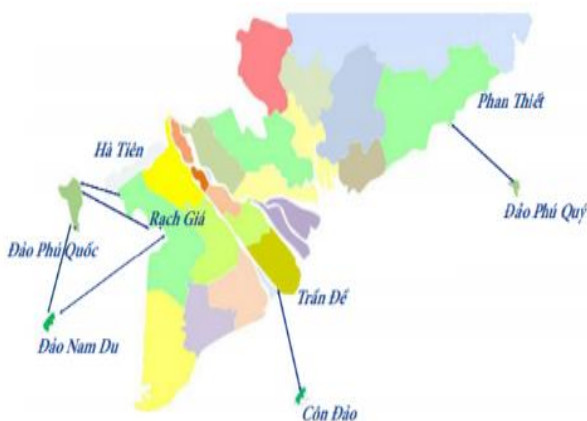 Phan Thiết
Hà Tiên
Đảo Phú Quý
Rạch Giá
Đảo Phú Quốc
Trần Đề
Đảo Nam Du
Côn Đảo